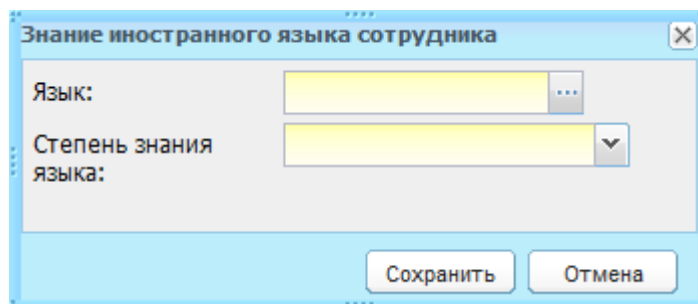 Знание иностранного языка сотрудника
Язык:
Степень знания
языка:
Сохранить Отмена